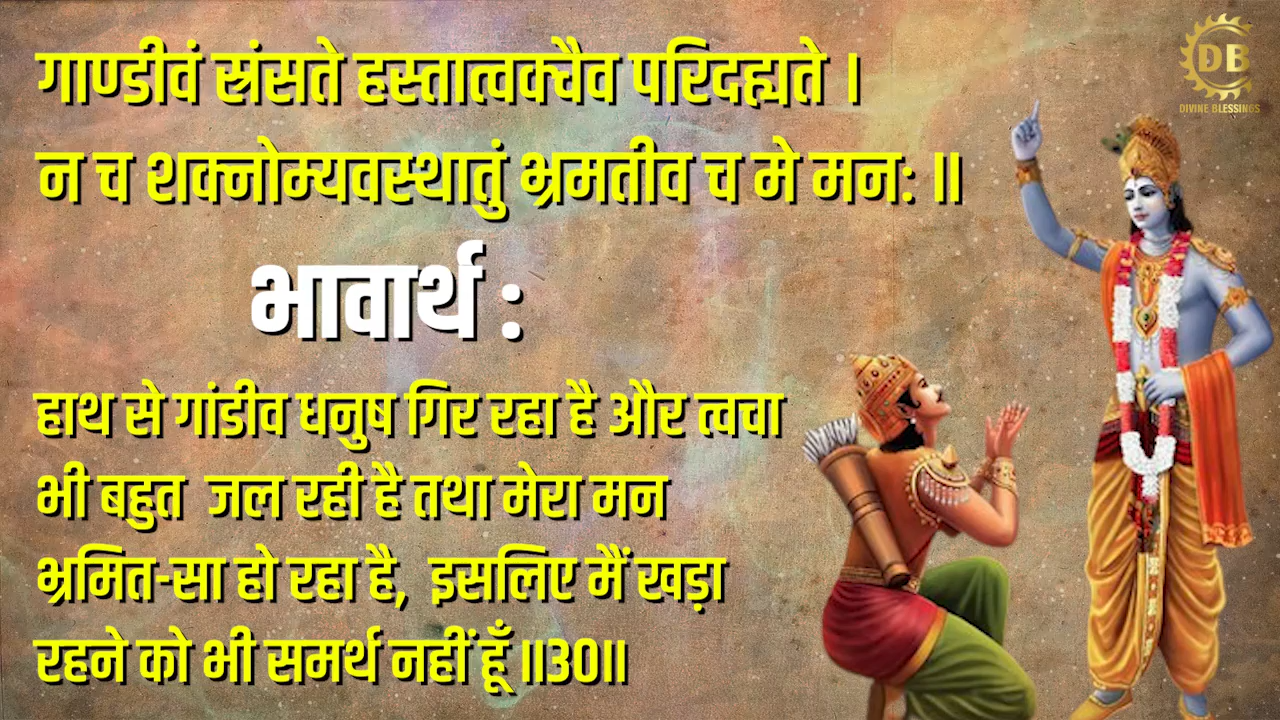 गाण्डीवं स्रंसते हस्तात्वक्चैव परिदह्यते ।
न च शक्नोम्यवस्थातुं भ्रमतीव च मे मनः ॥
भावार्थ :
हाथ से गांडीव धनुष गिर रहा है और त्वचा
भी बहुत जल रही है तथा मेरा मन
भ्रमित-सा हो रहा है, इसलिए मैं खड़ा
रहने को भी समर्थ नहीं हूँ ॥30॥
DB
DIVINE BLESSINGS